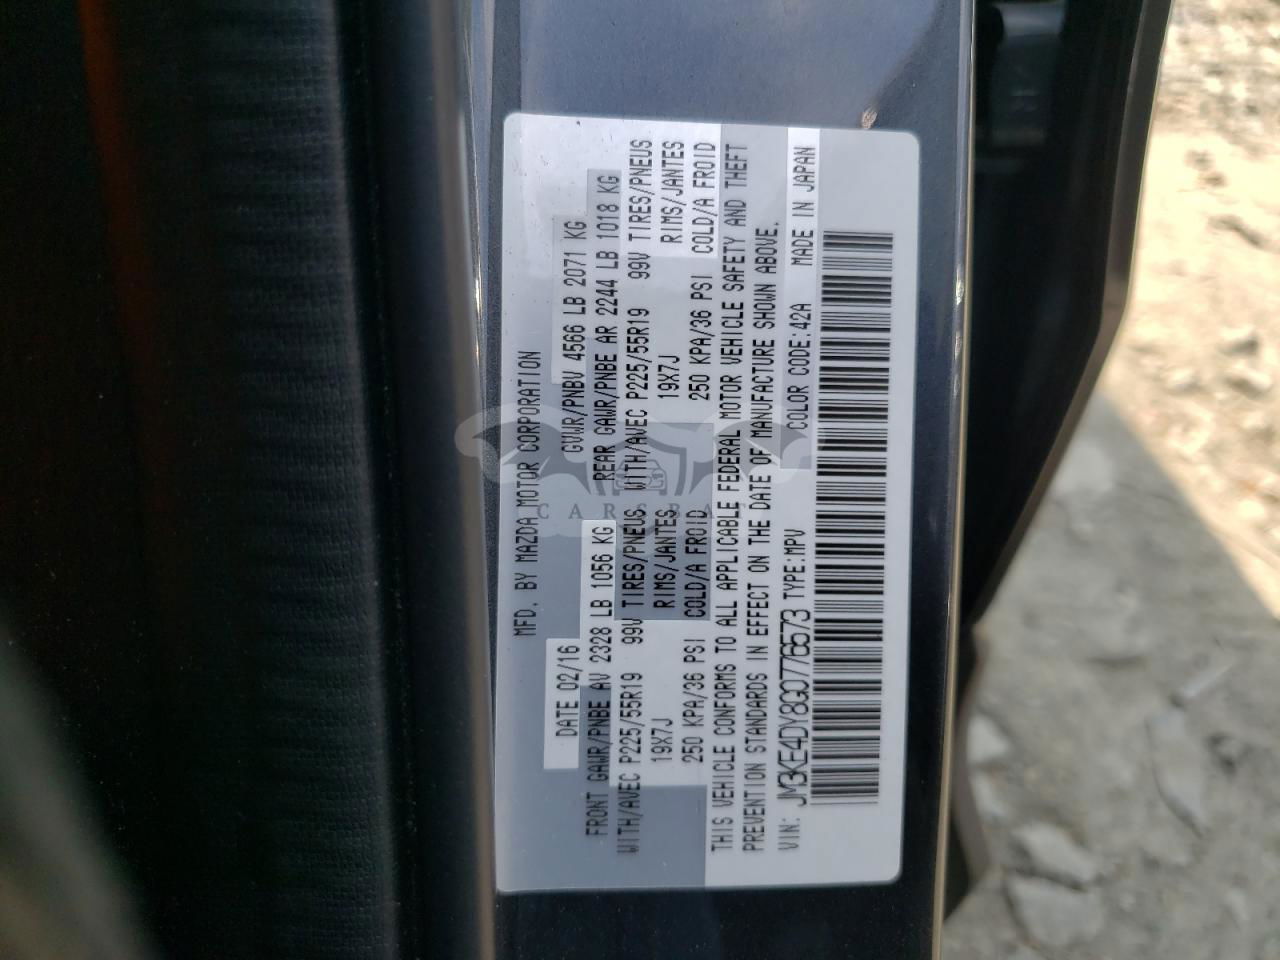 MFD. BY MAZDA MOTOR CORPORATION
DATE 02/16 GVWR/PNBV 4566 LB 2071 KG
FRONT GAWR/PNBE AV 2328 LB 1056 KG REAR GAWR/PNBE AR 2244 LB 1018 KG
WITH/AVEC P225/55R19 99V TIRES/PNEUS WITH/AVEC P225/55R19 99V TIRES/PNEUS
19X7J RIMS/JANTES 19X7J RIMS/JANTES
250 KPA/36 PSI COLD/A FROID 250 KPA/36 PSI COLD/A FROID
THIS VEHICLE CONFORMS TO ALL APPLICABLE FEDERAL MOTOR VEHICLE SAFETY AND THEFT
PREVENTION STANDARDS IN EFFECT ON THE DATE OF MANUFACTURE SHOWN ABOVE.
VIN: JM3KE4DY8G0776573 TYPE:MPV COLOR CODE:42A MADE IN JAPAN